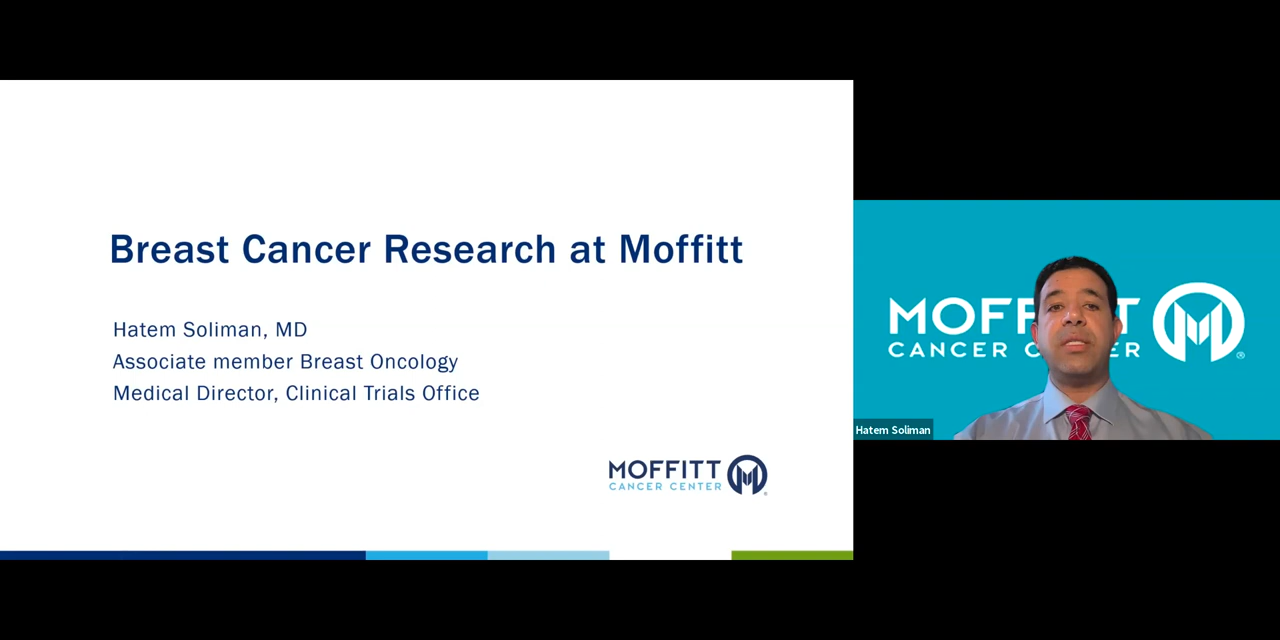 Breast Cancer Research at Moffitt
Hatem Soliman, MD
Associate member Breast Oncology
Medical Director, Clinical Trials Office
MOFFITT
CANCER CENTER
®
MOFF T
CANCER C ER
®
Hatem Soliman